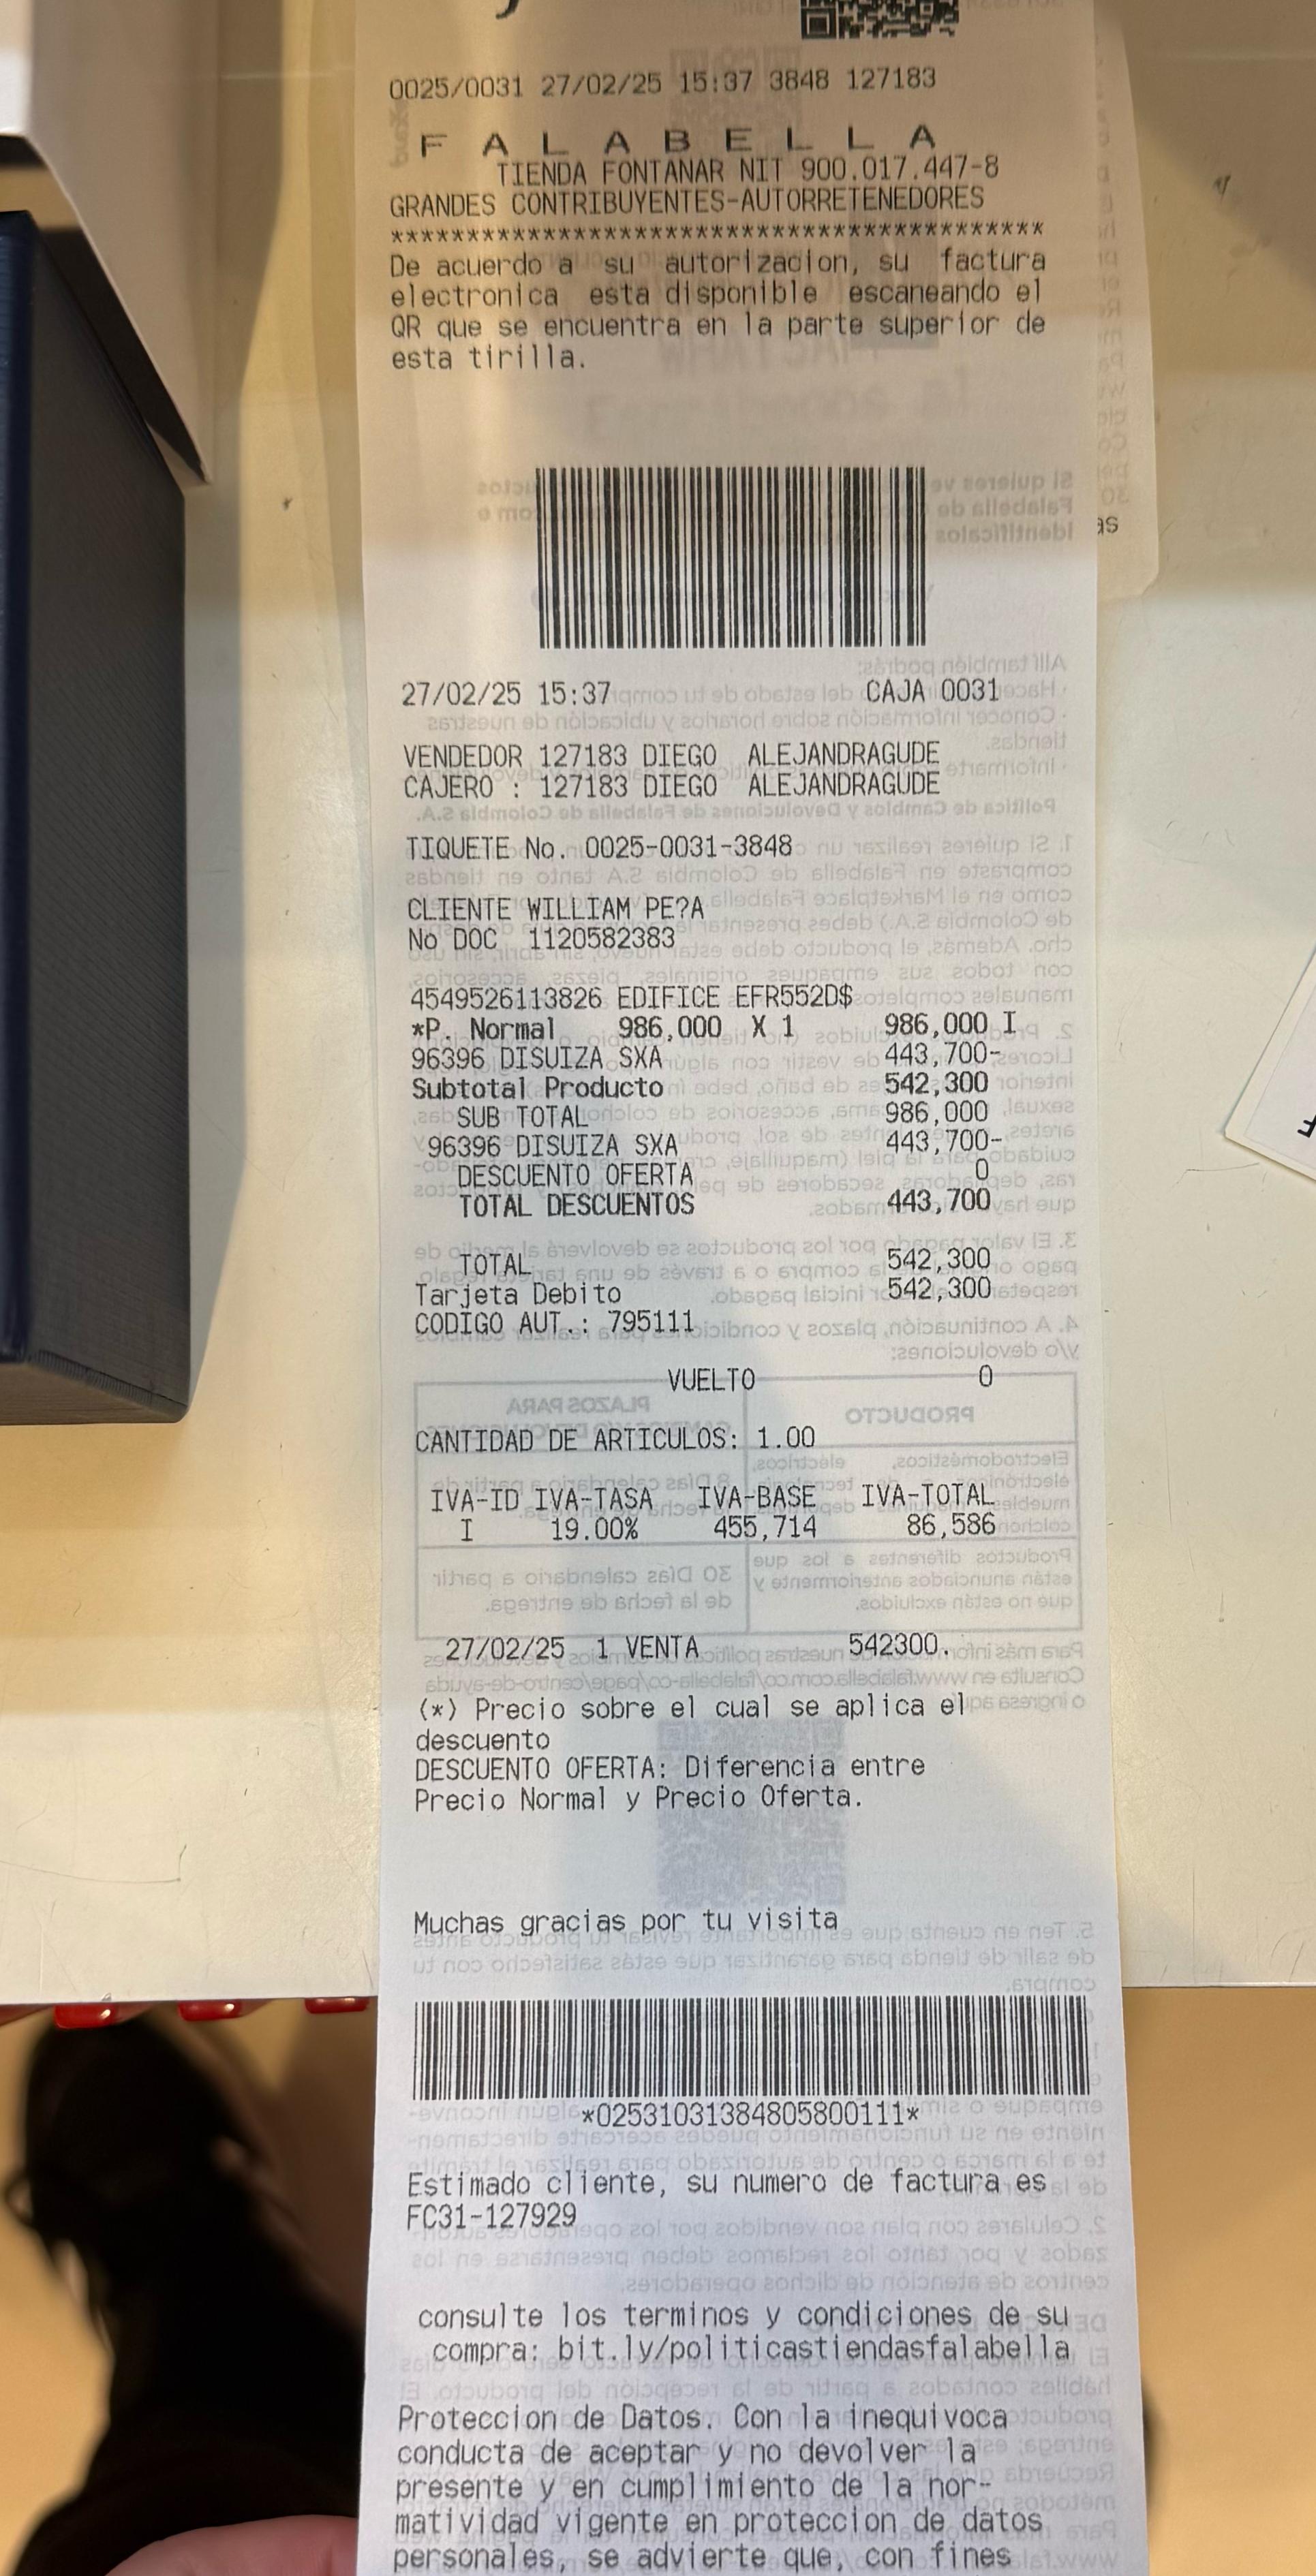 0025/0031 27/02/25 15:37 3848 127183
F A L A B E L L A
TIENDA FONTANAR NIT 900.017.447-8
GRANDES CONTRIBUYENTES-AUTORRETENEDORES
*******************************************
De acuerdo a su autorizacion, su factura
electronica esta disponible escaneando el
QR que se encuentra en la parte superior de
esta tirilla.
27/02/25 15:37 CAJA 0031
VENDEDOR 127183 DIEGO ALEJANDRAGUDE
CAJERO : 127183 DIEGO ALEJANDRAGUDE
TIQUETE No. 0025-0031-3848
CLIENTE WILLIAM PE?A
No DOC 1120582383
4549526113826 EDIFICE EFR552D$
*P. Normal 986,000 X 1 986,000 I
96396 DISUIZA SXA 443,700-
Subtotal Producto 542,300
SUB TOTAL 986,000
96396 DISUIZA SXA 443,700-
DESCUENTO OFERTA 0
TOTAL DESCUENTOS 443,700
TOTAL 542,300
Tarjeta Debito 542,300
CODIGO AUT.: 795111
VUELTO 0
CANTIDAD DE ARTICULOS: 1.00
IVA-ID IVA-TASA IVA-BASE IVA-TOTAL
I 19.00% 455,714 86,586
27/02/25 1 VENTA 542300.
(*) Precio sobre el cual se aplica el
descuento
DESCUENTO OFERTA: Diferencia entre
Precio Normal y Precio Oferta.
Muchas gracias por tu visita
*02531031384805800111*
Estimado cliente, su numero de factura es
FC31-127929
consulte los terminos y condiciones de su
compra: bit.ly/politicastiendasfalabella
Proteccion de Datos. Con la inequivoca
conducta de aceptar y no devolver la
presente y en cumplimiento de la nor-
matividad vigente en proteccion de datos
personales, se advierte que, con fines